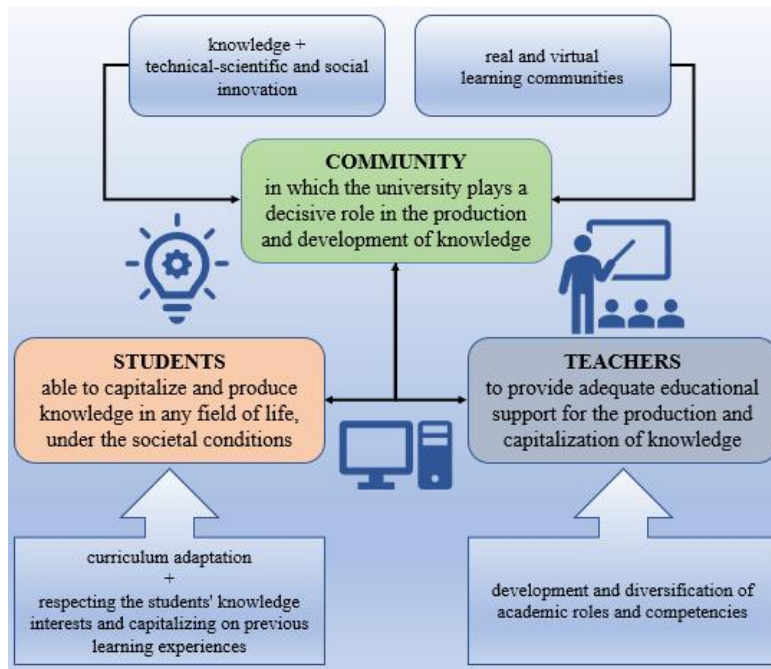 knowledge +
technical-scientific and social
innovation
real and virtual
learning communities
COMMUNITY
in which the university plays a
decisive role in the production
and development of knowledge
STUDENTS
able to capitalize and produce
knowledge in any field of life,
under the societal conditions
TEACHERS
to provide adequate educational
support for the production and
capitalization of knowledge
curriculum adaptation
+
respecting the students' knowledge
interests and capitalizing on previous
learning experiences
development and diversification of
academic roles and competencies